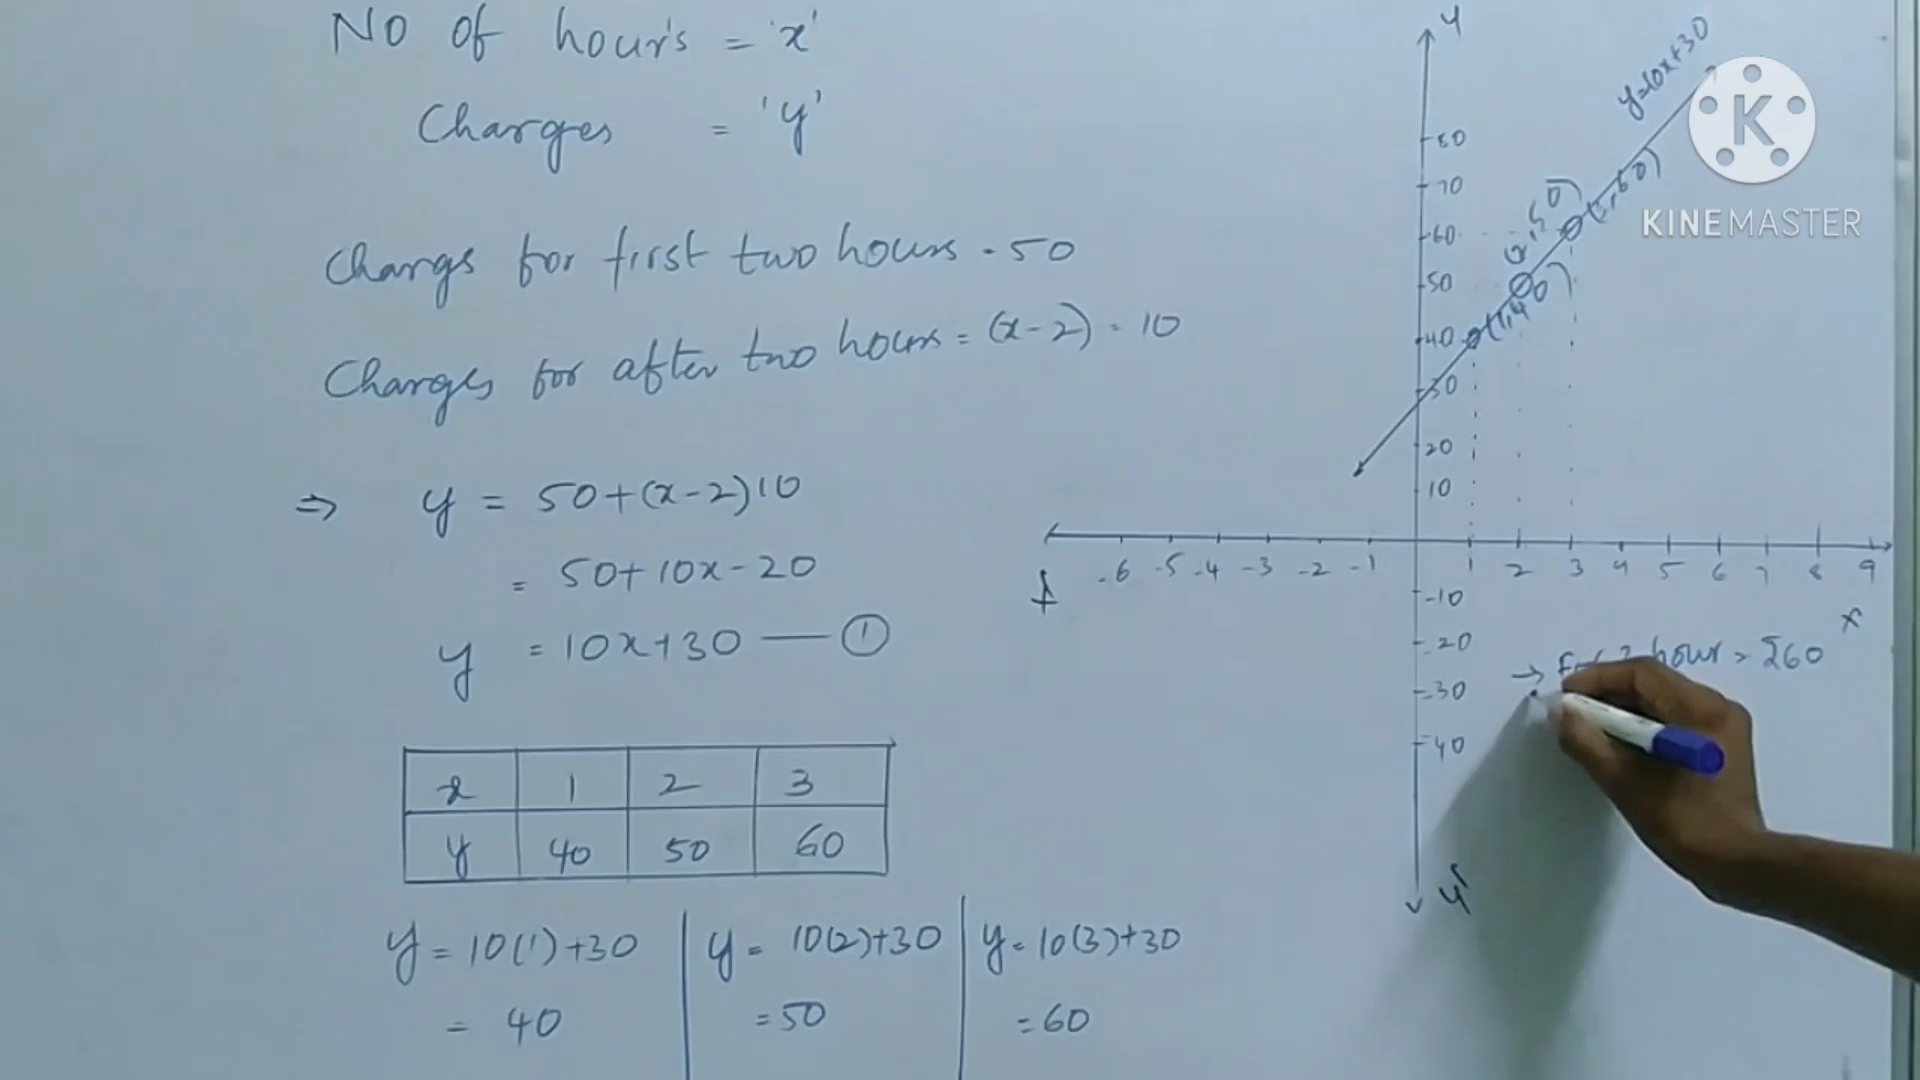 No of hour's = 'x'
Charges = 'y'
Chargs for first two hours - 50
Charges for after two hours = (x-2) - 10
⇒ y = 50+(x-2)10
= 50+10x-20
y = 10x+30 — ①
x 1 2 3
y 40 50 60
y = 10(1)+30
= 40
y = 10(2)+30
= 50
y = 10(3)+30
= 60
y
y=10x+30
80
70
60
50
40
30
20
10
(1,40)
(2,50)
(3,60)
-6 -5 -4 -3 -2 -1 1 2 3 4 5 6 7 8 9
x
-10
-20
-30
-40
y'
→ hour = ₹60
K
KINEMASTER